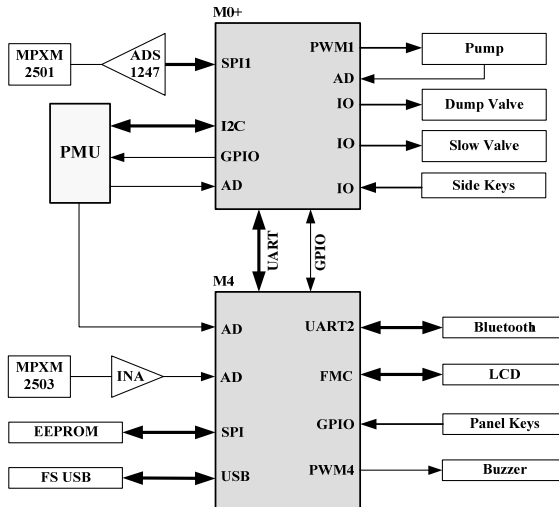 M0+
MPXM
2501
ADS
1247
SPI1
PWM1
Pump
AD
IO
Dump Valve
I2C
PMU
GPIO
IO
Slow Valve
AD
IO
Side Keys
UART
GPIO
M4
AD
UART2
Bluetooth
MPXM
2503
INA
AD
FMC
LCD
EEPROM
SPI
GPIO
Panel Keys
FS USB
USB
PWM4
Buzzer